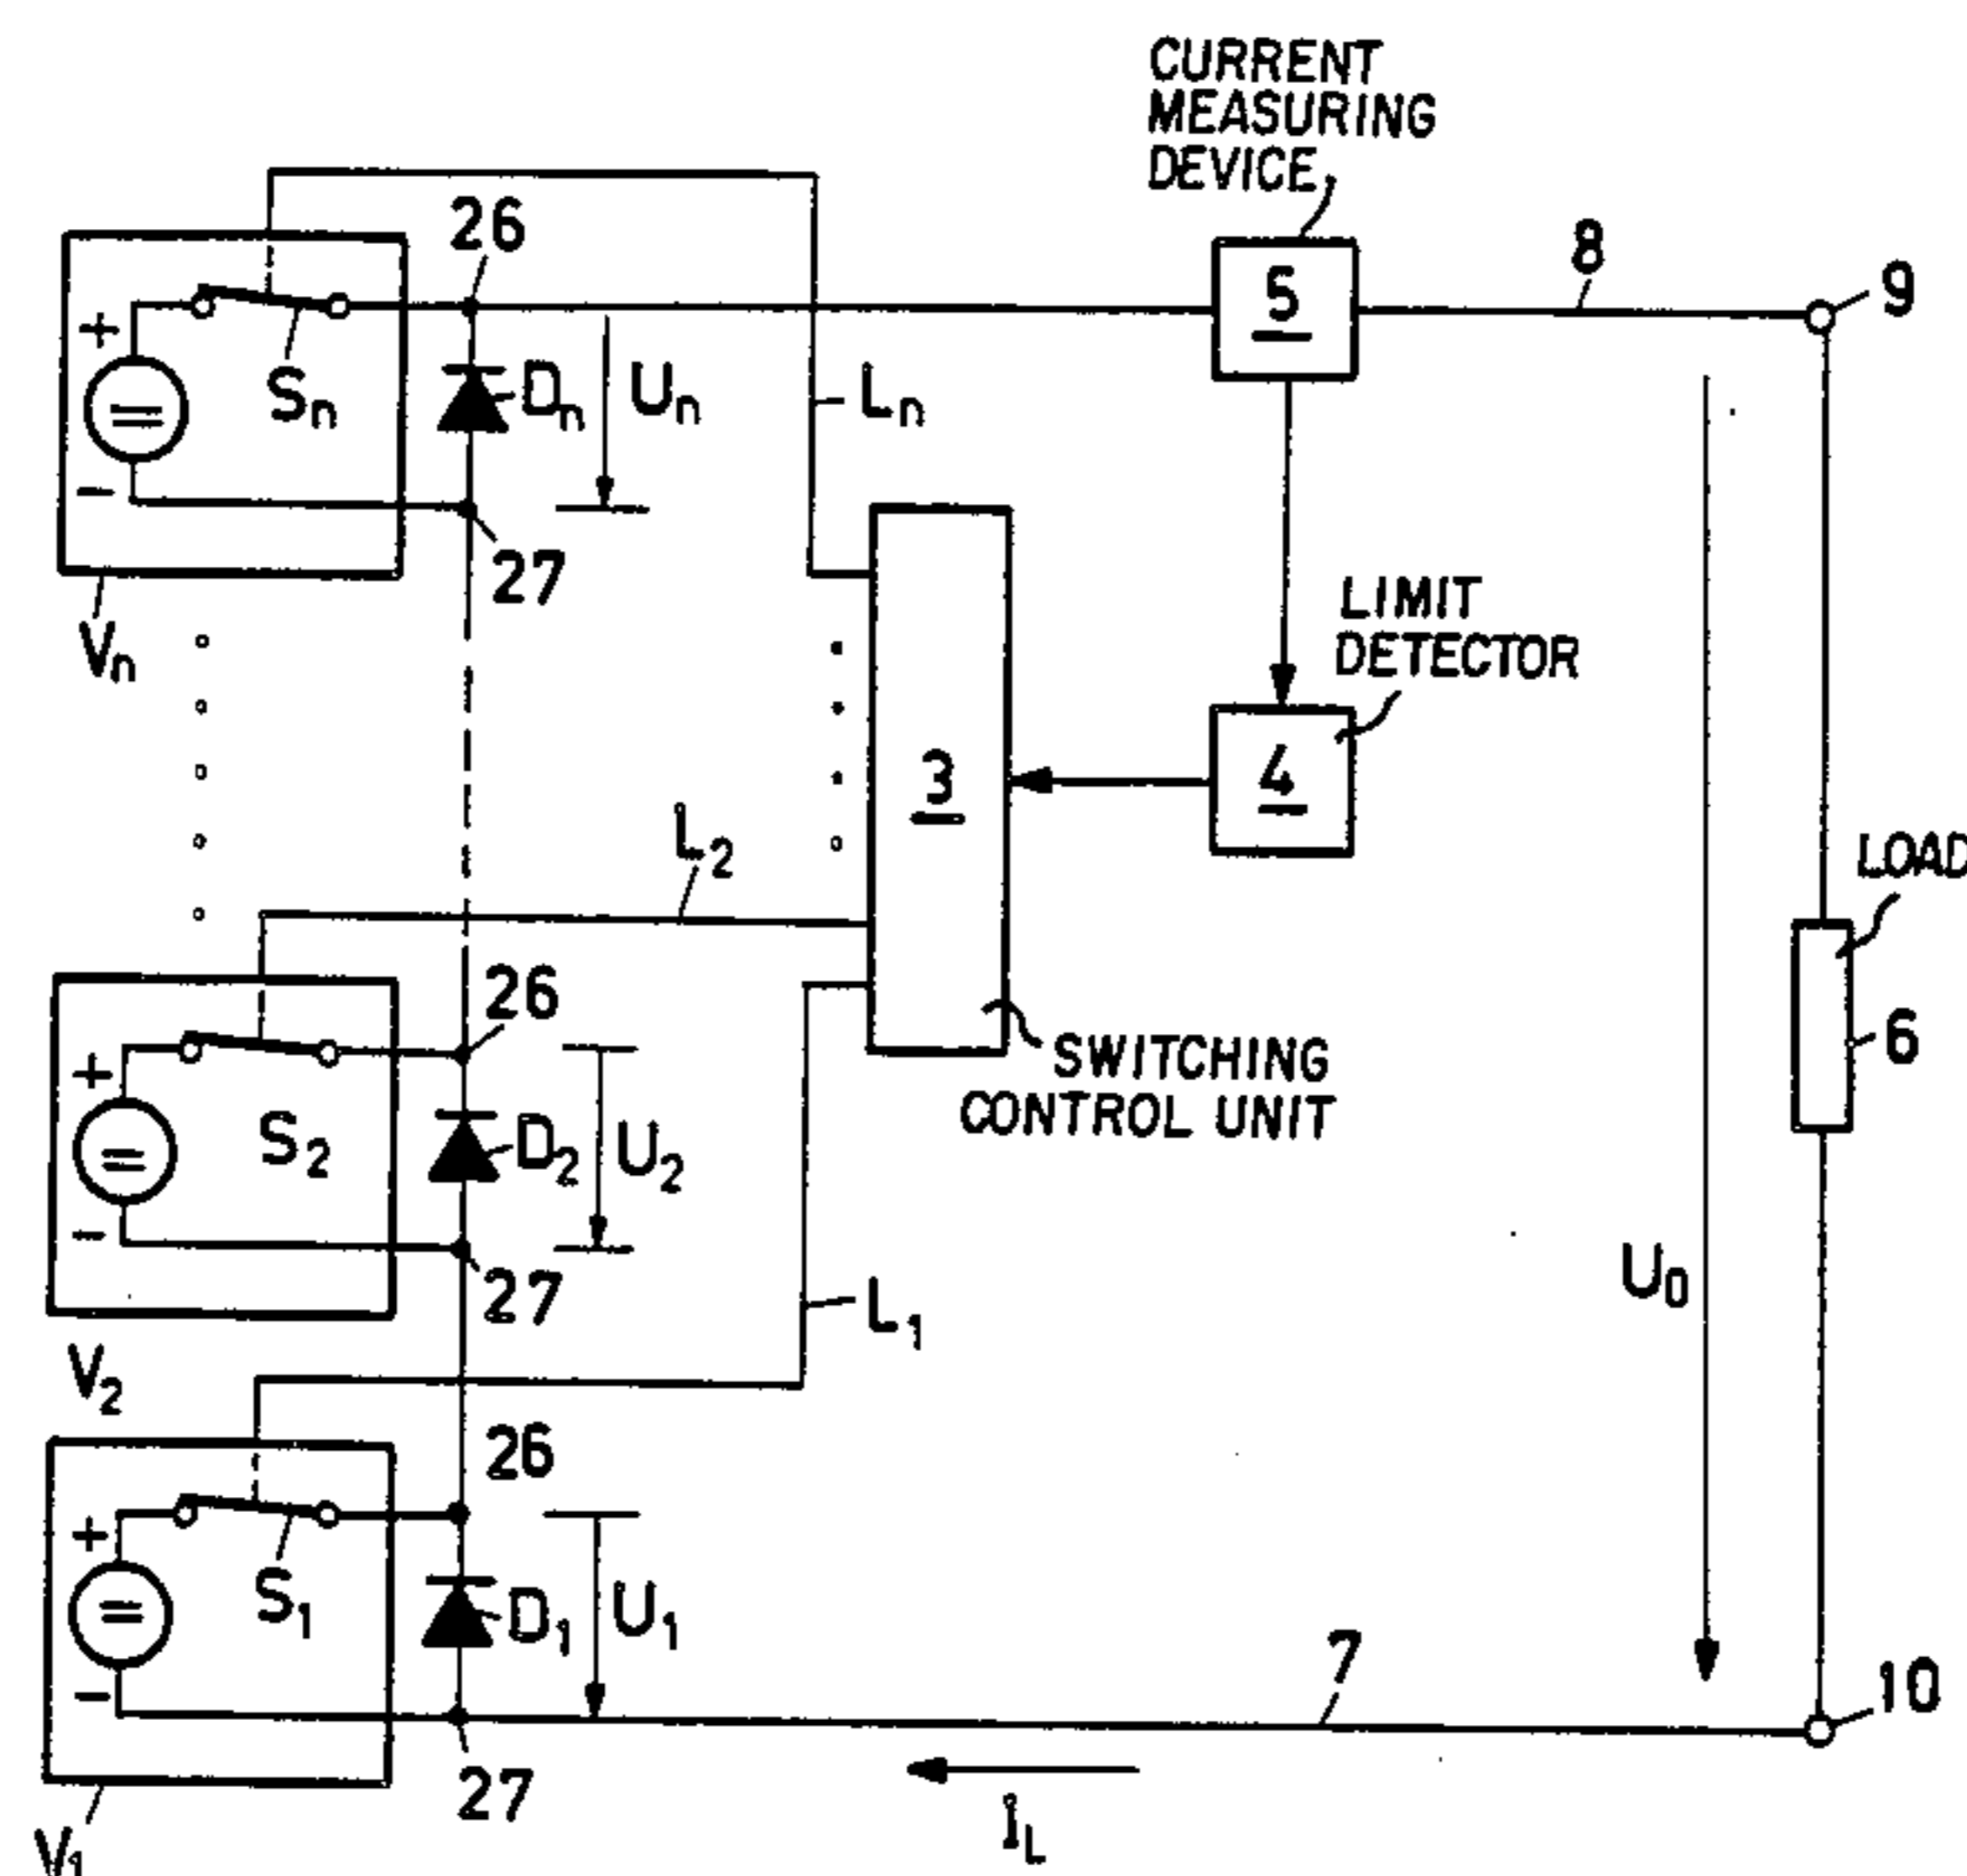 CURRENT
MEASURING
DEVICE
26
8
9
5
+
Sn
Dn
Un
Ln
=
-
27
Vn
LIMIT
DETECTOR
3
4
L2
LOAD
26
6
SWITCHING
CONTROL UNIT
+
S2
D2
U2
=
-
27
U0
L1
V2
26
+
S1
D1
U1
=
7
-
10
27
iL
V1